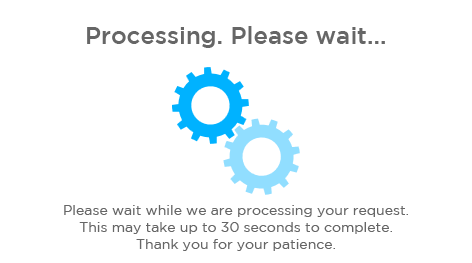 Processing. Please wait...
Please wait while we are processing your request.
This may take up to 30 seconds to complete.
Thank you for your patience.